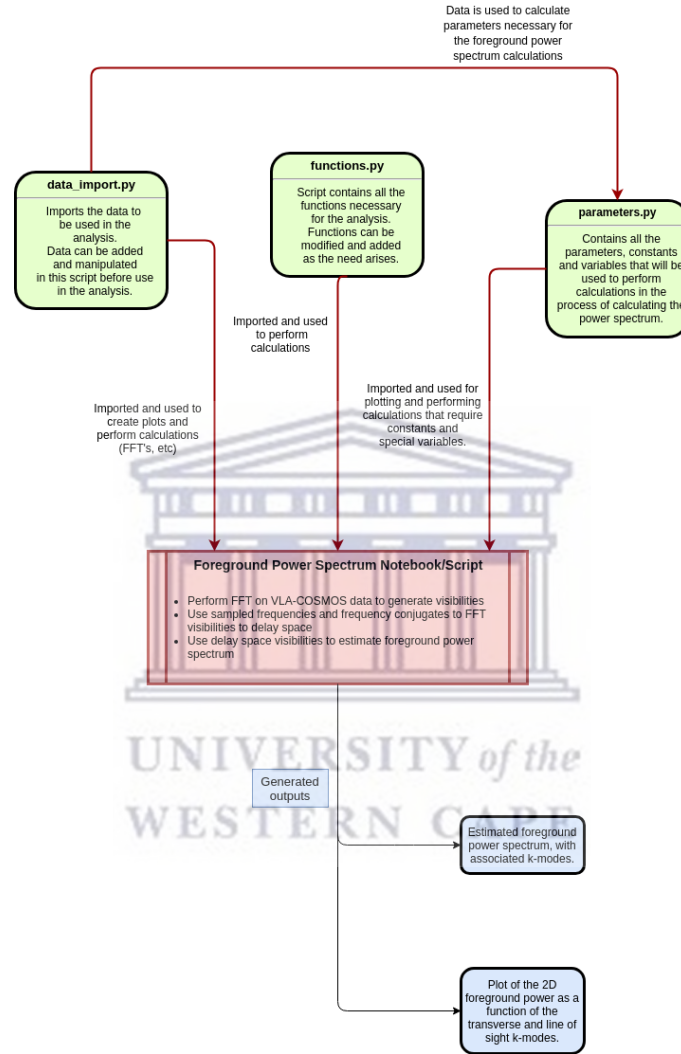 Data is used to calculate
parameters necessary for
the foreground power
spectrum calculations
data_import.py
Imports the data to
be used in the
analysis.
Data can be added
and manipulated
in this script before use
in the analysis.
functions.py
Script contains all the
functions necessary
for the analysis.
Functions can be
modified and added
as the need arises.
parameters.py
Contains all the
parameters, constants
and variables that will be
used to perform
calculations in the
process of calculating the
power spectrum.
Imported and used
to perform
calculations
Imported and used to
create plots and
perform calculations
(FFT's, etc)
Imported and used for
plotting and performing
calculations that require
constants and
special variables.
Foreground Power Spectrum Notebook/Script
• Perform FFT on VLA-COSMOS data to generate visibilities
• Use sampled frequencies and frequency conjugates to FFT
visibilities to delay space
• Use delay space visibilities to estimate foreground power
spectrum
UNIVERSITY of the
WESTERN CAPE
Generated
outputs
Estimated foreground
power spectrum, with
associated k-modes.
Plot of the 2D
foreground power as a
function of the
transverse and line of
sight k-modes.